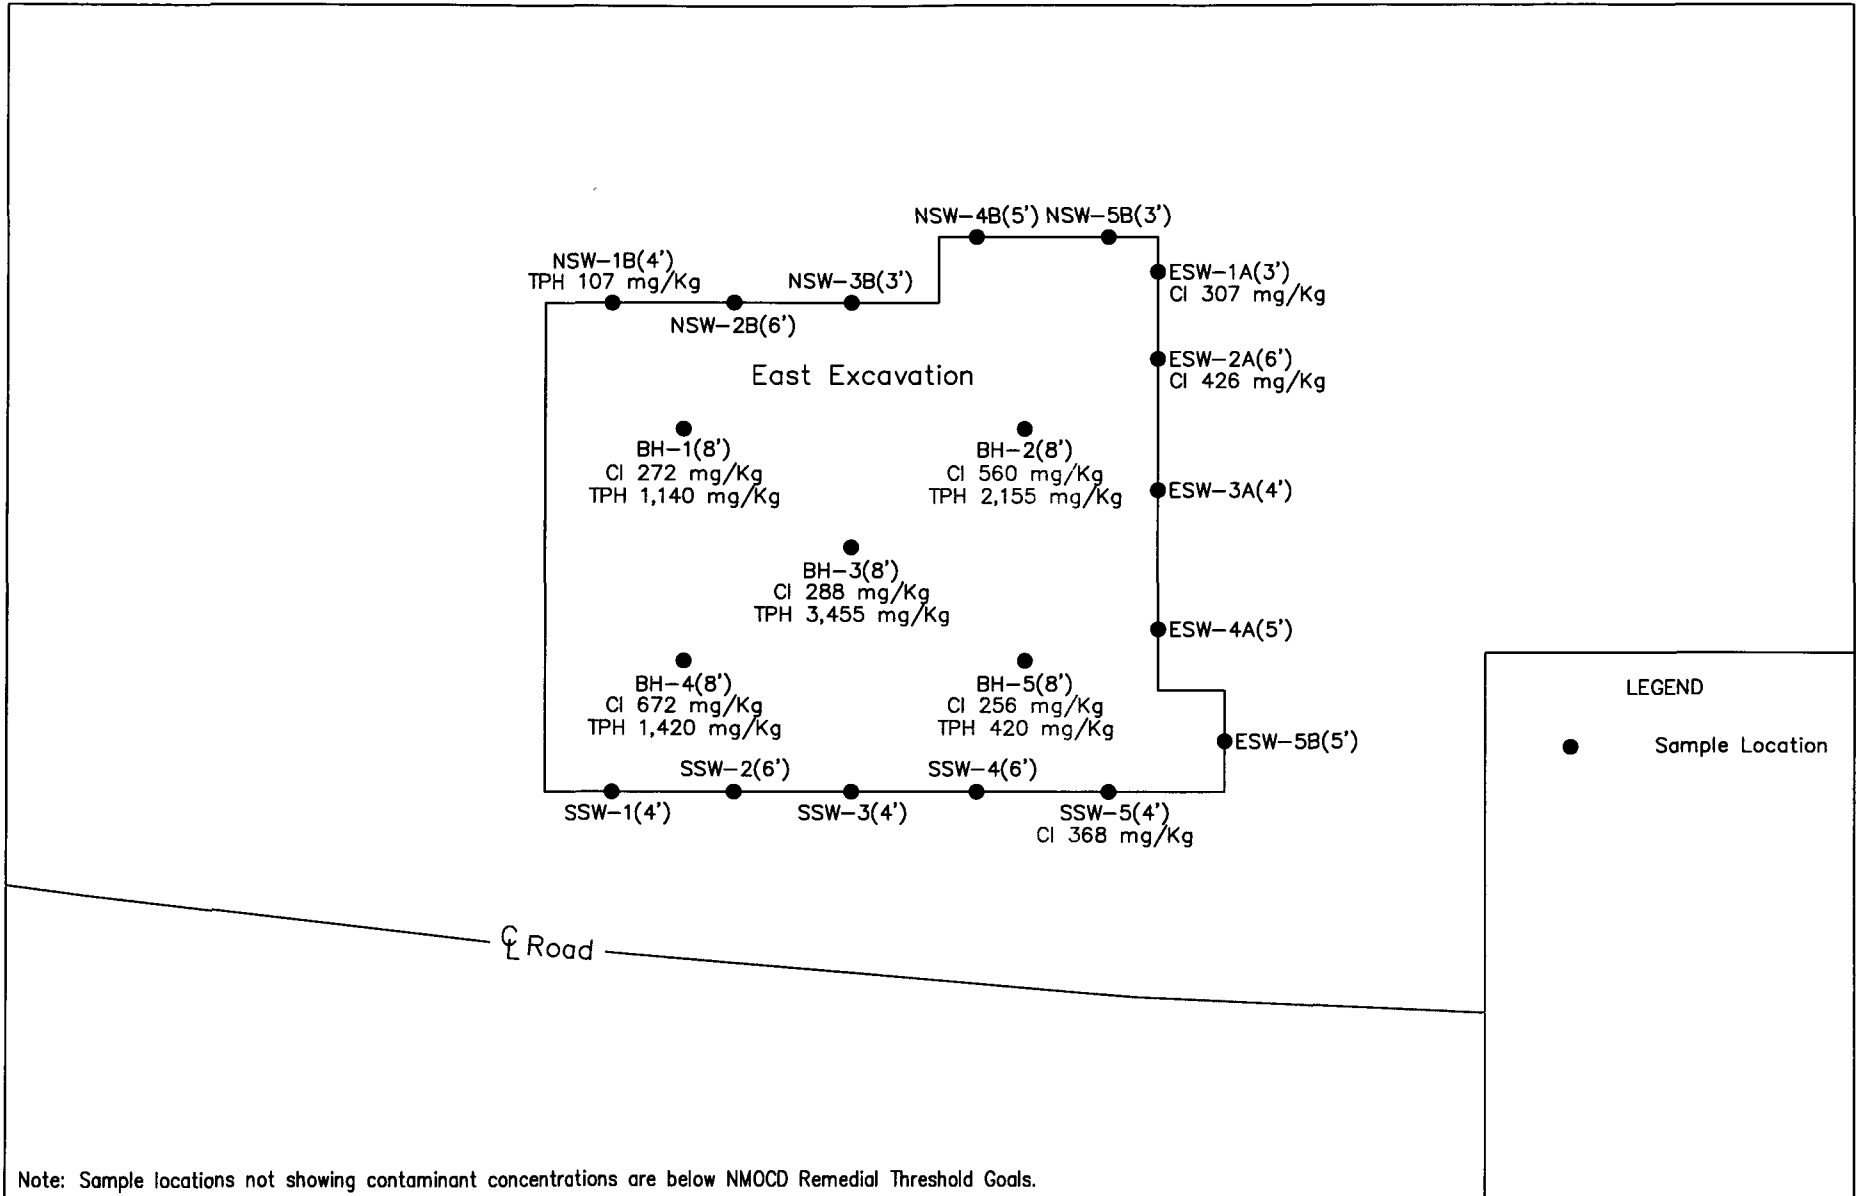 NSW-4B(5') NSW-5B(3')
NSW-1B(4')
TPH 107 mg/Kg
NSW-3B(3')
ESW-1A(3')
Cl 307 mg/Kg
NSW-2B(6')
ESW-2A(6')
Cl 426 mg/Kg
East Excavation
BH-1(8')
Cl 272 mg/Kg
TPH 1,140 mg/Kg
BH-2(8')
Cl 560 mg/Kg
TPH 2,155 mg/Kg
ESW-3A(4')
BH-3(8')
Cl 288 mg/Kg
TPH 3,455 mg/Kg
ESW-4A(5')
BH-4(8')
Cl 672 mg/Kg
TPH 1,420 mg/Kg
BH-5(8')
Cl 256 mg/Kg
TPH 420 mg/Kg
ESW-5B(5')
SSW-2(6')
SSW-4(6')
SSW-1(4')
SSW-3(4')
SSW-5(4')
Cl 368 mg/Kg
LEGEND
Sample Location
℄ Road
Note: Sample locations not showing contaminant concentrations are below NMOCD Remedial Threshold Goals.